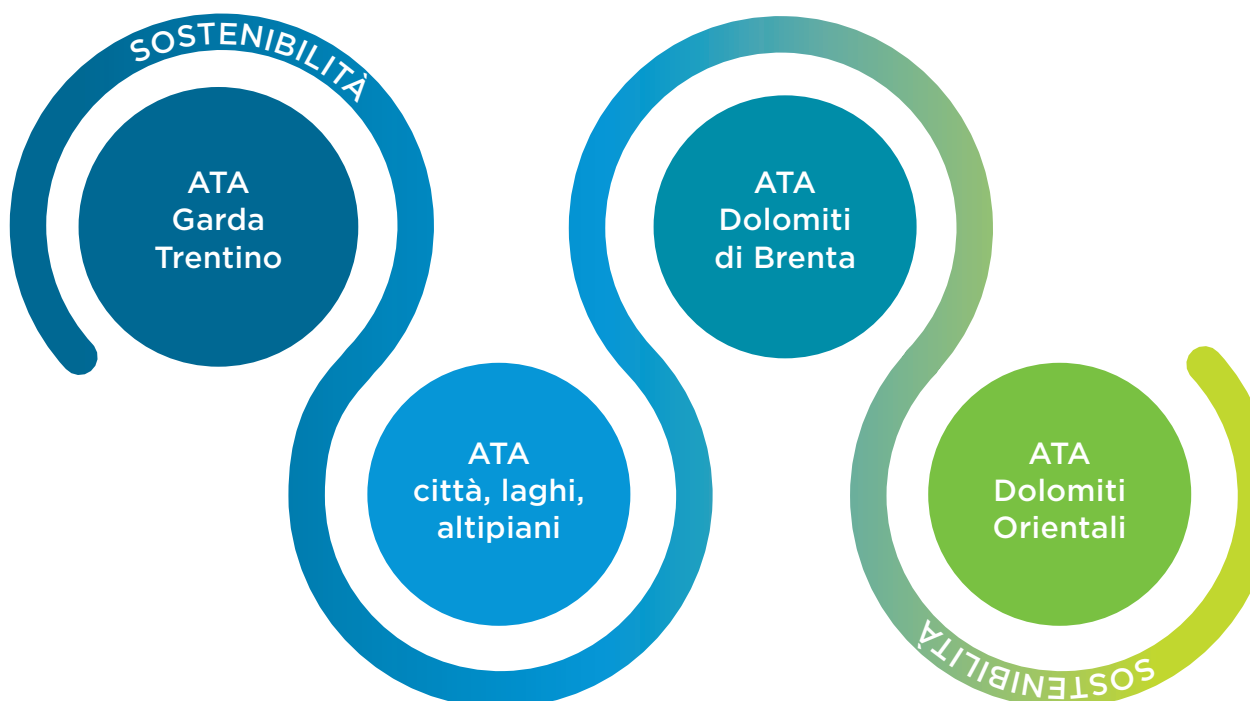 SOSTENIBILITÀ
ATA
Garda
Trentino
ATA
città, laghi,
altipiani
ATA
Dolomiti
di Brenta
ATA
Dolomiti
Orientali
SOSTENIBILITÀ